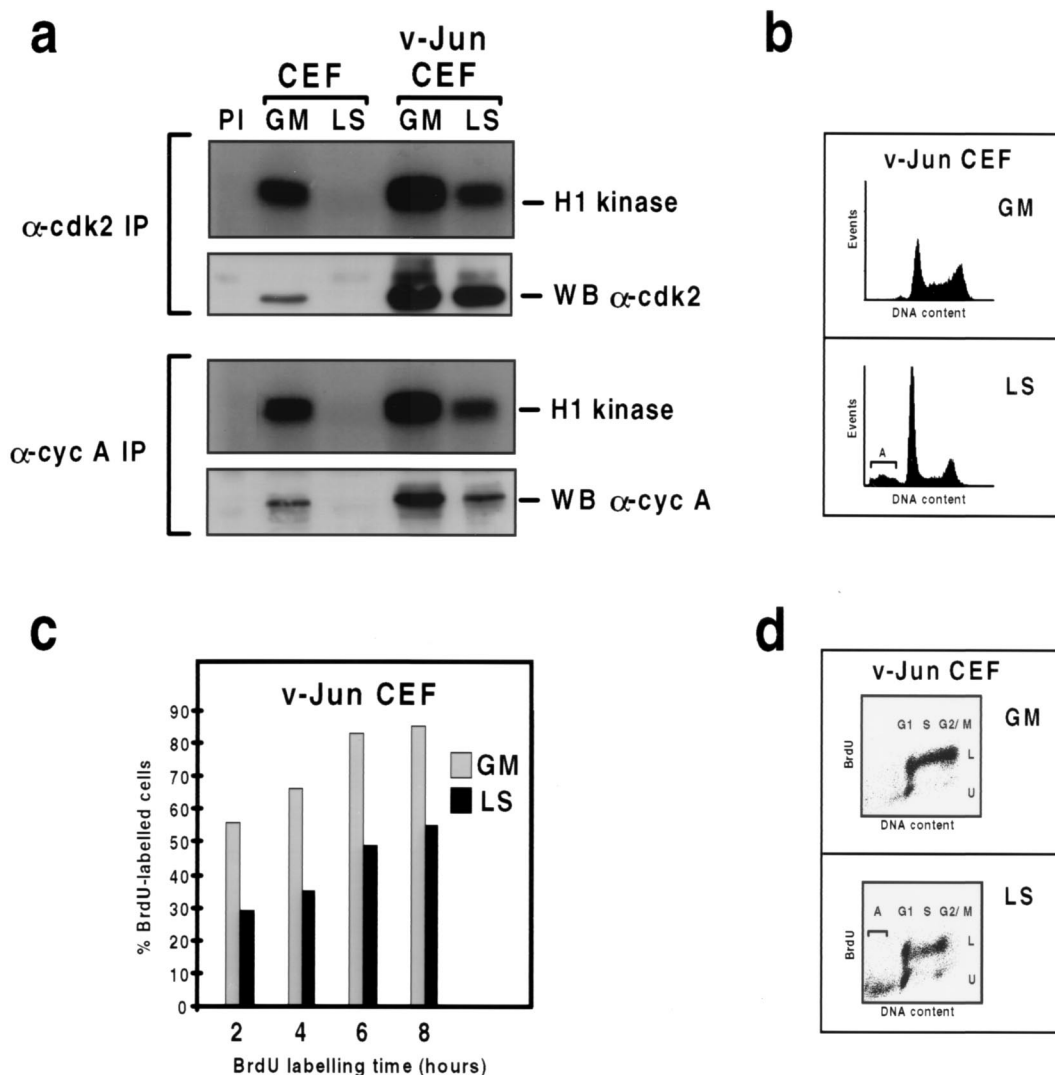 a
CEF
v-Jun
CEF
PI GM LS GM LS
α-cdk2 IP
H1 kinase
WB α-cdk2
α-cyc A IP
H1 kinase
WB α-cyc A
b
v-Jun CEF
GM
Events
DNA content
LS
Events
A
DNA content
c
v-Jun CEF
% BrdU-labelled cells
90
80
70
60
50
40
30
20
10
0
GM
LS
2 4 6 8
BrdU labelling time (hours)
d
v-Jun CEF
GM
G1 S G2/ M
BrdU
L
U
DNA content
LS
A G1 S G2/ M
BrdU
L
U
DNA content